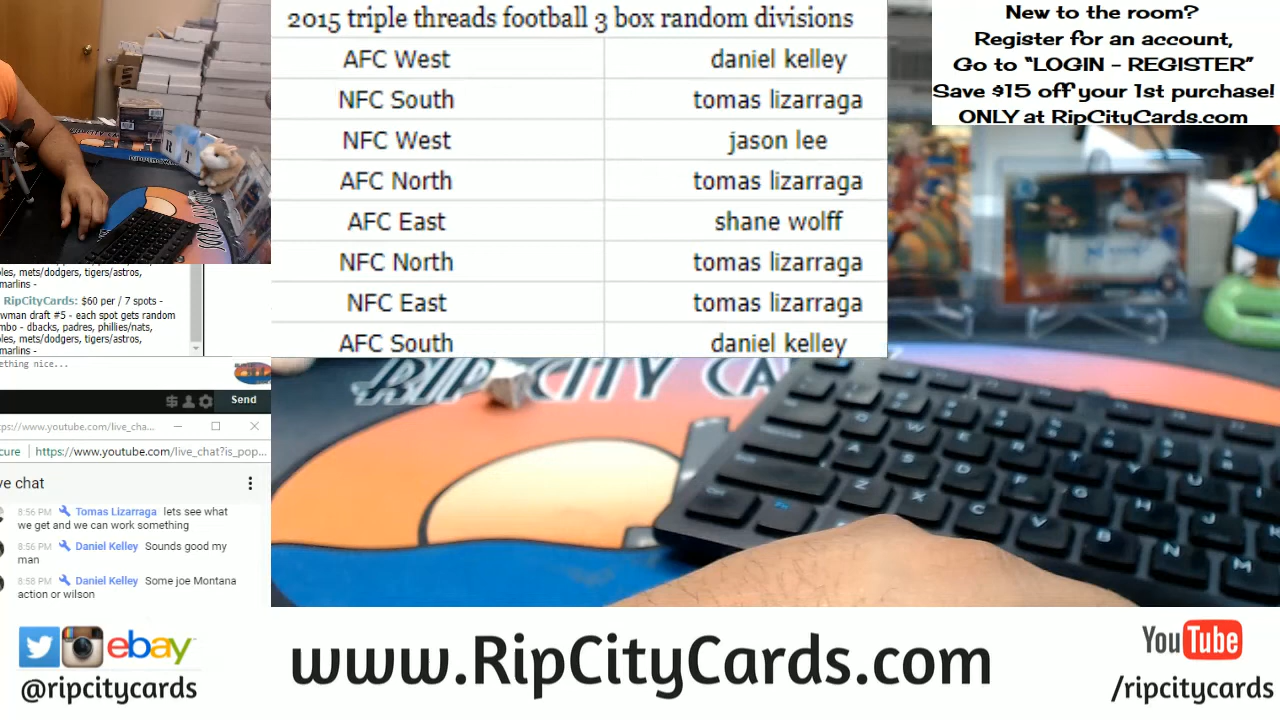 2015 triple threads football 3 box random divisions
AFC West daniel kelley
NFC South tomas lizarraga
NFC West jason lee
AFC North tomas lizarraga
AFC East shane wolff
NFC North tomas lizarraga
NFC East tomas lizarraga
AFC South daniel kelley
New to the room?
Register for an account,
Go to “LOGIN - REGISTER”
Save $15 off your 1st purchase!
ONLY at RipCityCards.com
les, mets/dodgers, tigers/astros,
marlins -
RipCityCards: $60 per / 7 spots -
wman draft #5 - each spot gets random
mbo - dbacks, padres, phillies/nats,
les, mets/dodgers, tigers/astros,
marlins -
ething nice...
Send
ps://www.youtube.com/live_cha...
cure https://www.youtube.com/live_chat?is_pop...
ve chat
8:56 PM Tomas Lizarraga lets see what
we get and we can work something
8:56 PM Daniel Kelley Sounds good my
man
8:58 PM Daniel Kelley Some joe Montana
action or wilson
RIP CITY CA
W E R
A S D F G H J
Z X C V B N M
ebay
@ripcitycards
www.RipCityCards.com
YouTube
/ripcitycards